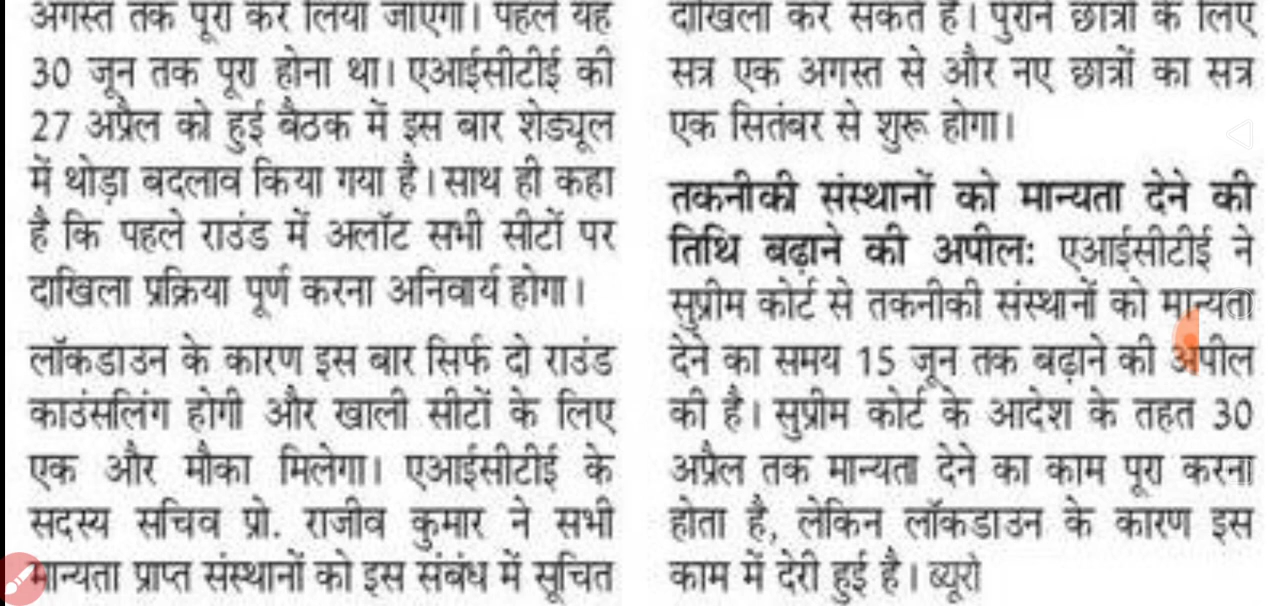 अगस्त तक पूरा कर लिया जाएगा। पहले यह
30 जून तक पूरा होना था। एआईसीटीई की
27 अप्रैल को हुई बैठक में इस बार शेड्यूल
में थोड़ा बदलाव किया गया है। साथ ही कहा
है कि पहले राउंड में अलॉट सभी सीटों पर
दाखिला प्रक्रिया पूर्ण करना अनिवार्य होगा।
लॉकडाउन के कारण इस बार सिर्फ दो राउंड
काउंसलिंग होगी और खाली सीटों के लिए
एक और मौका मिलेगा। एआईसीटीई के
सदस्य सचिव प्रो. राजीव कुमार ने सभी
मान्यता प्राप्त संस्थानों को इस संबंध में सूचित
दाखिला कर सकते हैं। पुराने छात्रों के लिए
सत्र एक अगस्त से और नए छात्रों का सत्र
एक सितंबर से शुरू होगा।
तकनीकी संस्थानों को मान्यता देने की
तिथि बढ़ाने की अपील: एआईसीटीई ने
सुप्रीम कोर्ट से तकनीकी संस्थानों को मान्यता
देने का समय 15 जून तक बढ़ाने की अपील
की है। सुप्रीम कोर्ट के आदेश के तहत 30
अप्रैल तक मान्यता देने का काम पूरा करना
होता है, लेकिन लॉकडाउन के कारण इस
काम में देरी हुई है। ब्यूरो